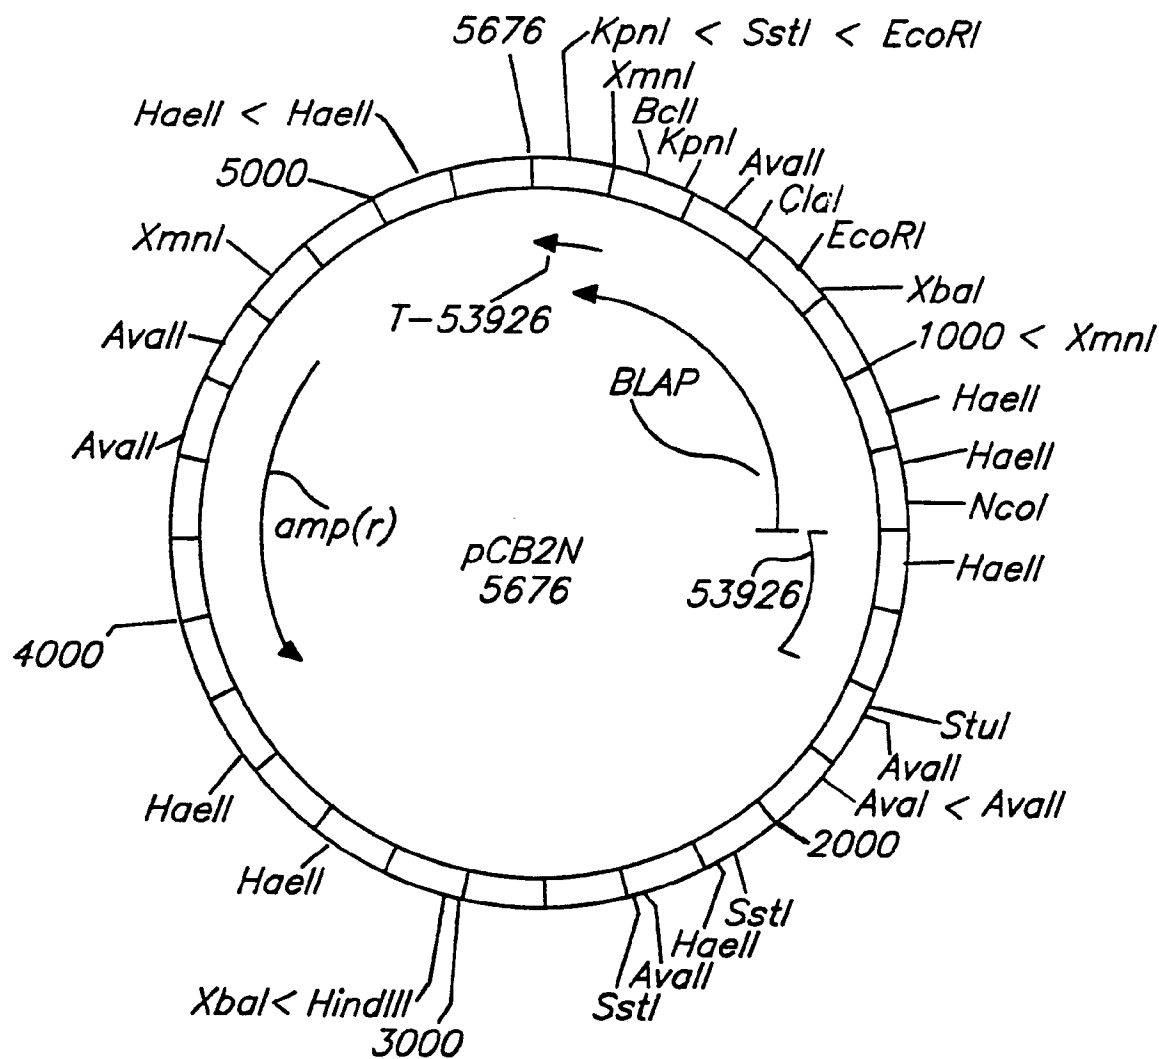 5676
KpnI < SstI < EcoRI
XmnI
BclI
KpnI
AvaII
ClaI
EcoRI
XbaI
1000 < XmnI
HaeII
HaeII
NcoI
HaeII
StuI
AvaII
AvaI < AvaII
2000
SstI
HaeII
AvaII
SstI
3000
XbaI < HindIII
HaeII
HaeII
4000
AvaII
AvaII
XmnI
5000
HaeII < HaeII
T-53926
BLAP
amp(r)
pCB2N
5676
53926